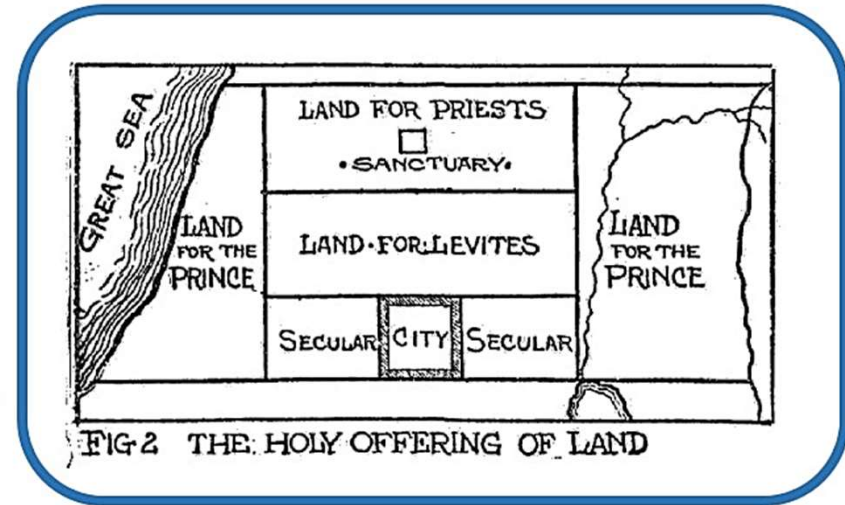 GREAT SEA
LAND
FOR THE
PRINCE
LAND FOR PRIESTS
•SANCTUARY•
LAND•FOR•LEVITES
SECULAR
CITY
SECULAR
LAND
FOR THE
PRINCE
FIG 2 THE HOLY OFFERING OF LAND